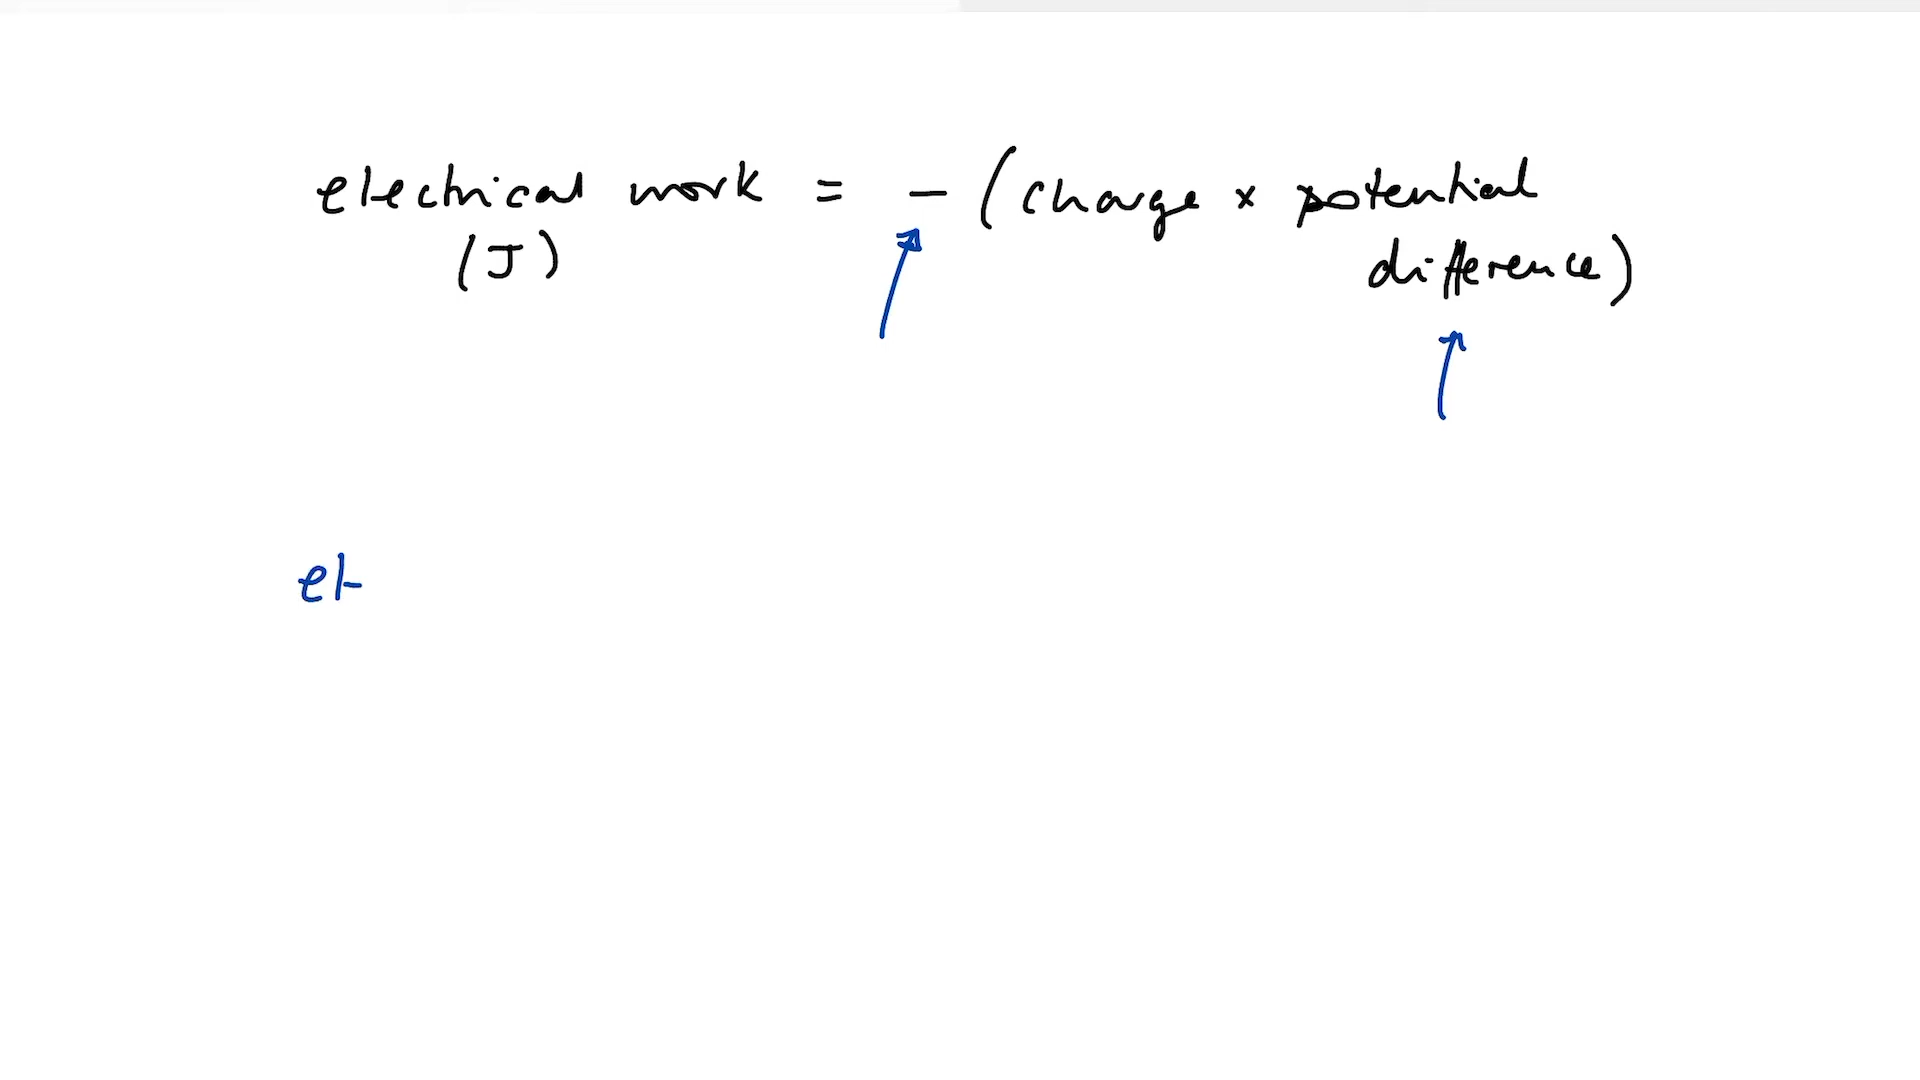 electrical work = - (charge x potential
(J) difference)
el